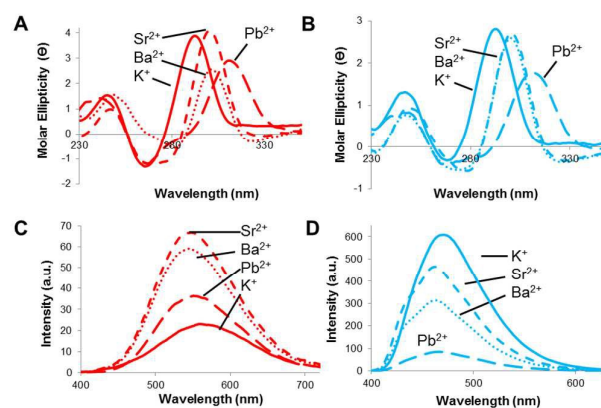 A
Molar Ellipticity (Θ)
4
3
2
1
0
-1
-2
230
280
330
Sr²⁺
Ba²⁺
K⁺
Pb²⁺
Wavelength (nm)
B
Molar Ellipticity (Θ)
3
2
1
0
-1
230
280
330
Sr²⁺
Ba²⁺
K⁺
Pb²⁺
Wavelength (nm)
C
Intensity (a.u.)
70
60
50
40
30
20
10
0
400
500
600
700
Sr²⁺
Ba²⁺
Pb²⁺
K⁺
Wavelength (nm)
D
Intensity (a.u.)
600
500
400
300
200
100
0
400
500
600
K⁺
Sr²⁺
Ba²⁺
Pb²⁺
Wavelength (nm)